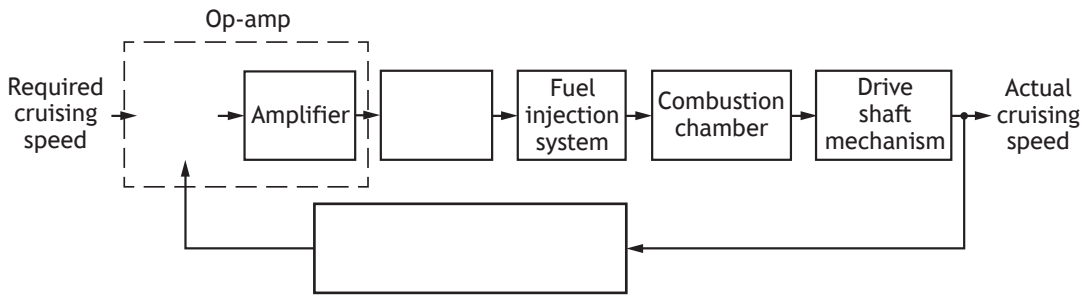 Op-amp
Required
cruising
speed
Amplifier
Fuel
injection
system
Combustion
chamber
Drive
shaft
mechanism
Actual
cruising
speed